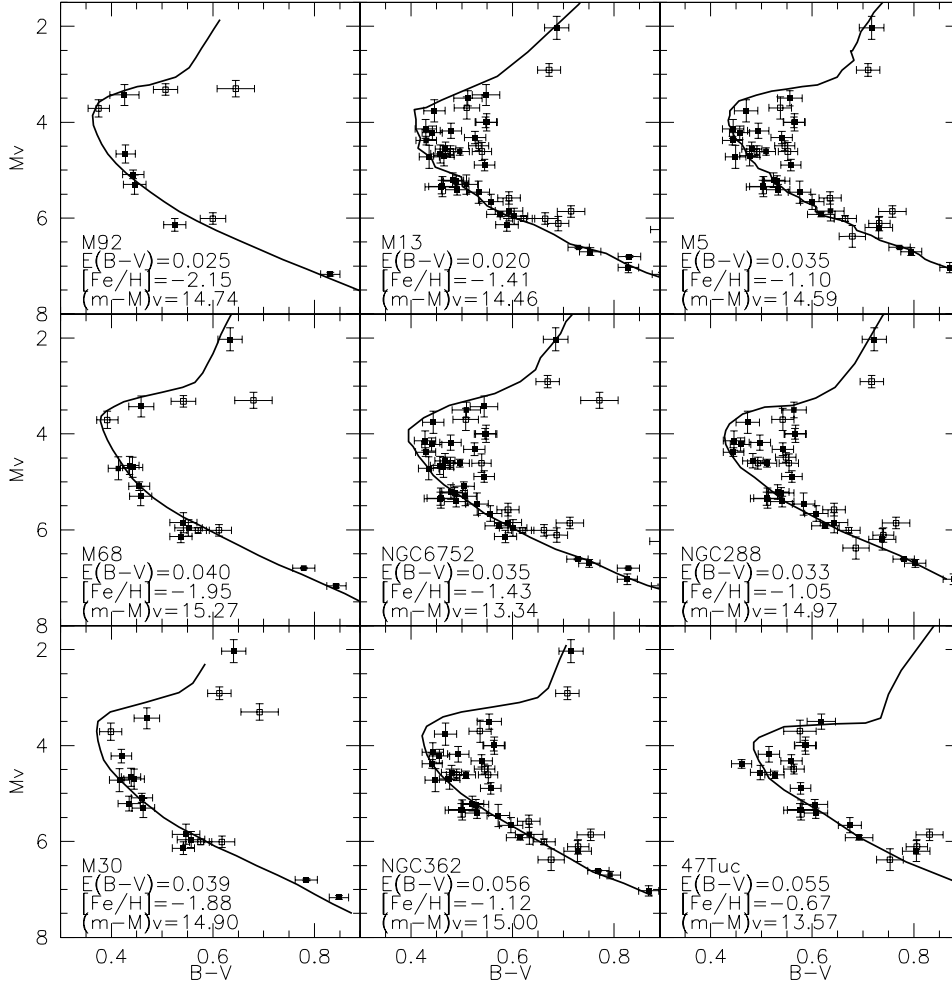 2
4
6
8
Mv
M92
E(B−V)=0.025
[Fe/H]=−2.15
(m−M)v=14.74
M13
E(B−V)=0.020
[Fe/H]=−1.41
(m−M)v=14.46
M5
E(B−V)=0.035
[Fe/H]=−1.10
(m−M)v=14.59
2
4
6
8
Mv
M68
E(B−V)=0.040
[Fe/H]=−1.95
(m−M)v=15.27
NGC6752
E(B−V)=0.035
[Fe/H]=−1.43
(m−M)v=13.34
NGC288
E(B−V)=0.033
[Fe/H]=−1.05
(m−M)v=14.97
2
4
6
8
Mv
M30
E(B−V)=0.039
[Fe/H]=−1.88
(m−M)v=14.90
NGC362
E(B−V)=0.056
[Fe/H]=−1.12
(m−M)v=15.00
47Tuc
E(B−V)=0.055
[Fe/H]=−0.67
(m−M)v=13.57
0.4 0.6 0.8
B−V
0.4 0.6 0.8
B−V
0.4 0.6 0.8
B−V